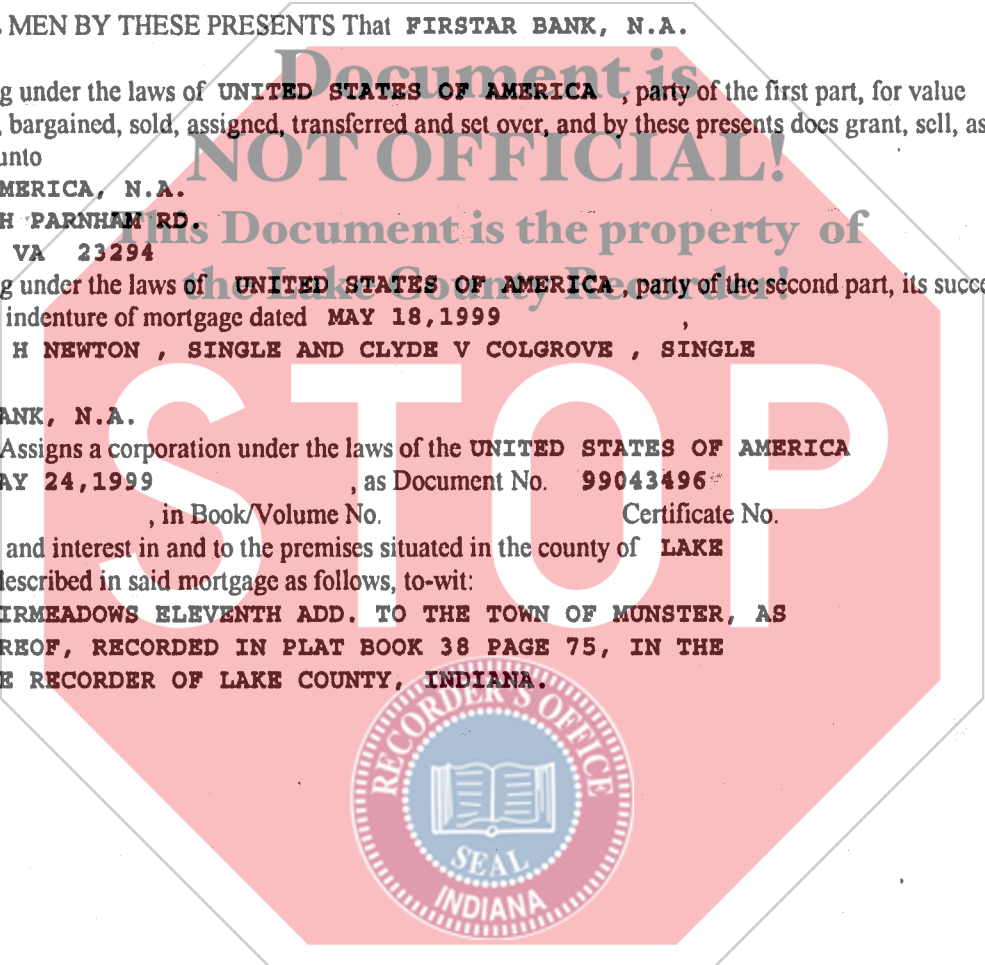 MEN BY THESE PRESENTS That FIRSTAR BANK, N.A.
Document is
g under the laws of UNITED STATES OF AMERICA , party of the first part, for value
, bargained, sold, assigned, transferred and set over, and by these presents does grant, sell, as
unto
NOT OFFICIAL!
MERICA, N.A.
H PARNHAM RD.
This Document is the property of
VA 23294
the Lake County Recorder!
g under the laws of UNITED STATES OF AMERICA , party of the second part, its succe
indenture of mortgage dated MAY 18,1999 ,
H NEWTON , SINGLE AND CLYDE V COLGROVE , SINGLE
STOP
ANK, N.A.
Assigns a corporation under the laws of the UNITED STATES OF AMERICA
AY 24,1999 , as Document No. 99043496
, in Book/Volume No. Certificate No.
and interest in and to the premises situated in the county of LAKE
described in said mortgage as follows, to-wit:
IRMEADOWS ELEVENTH ADD. TO THE TOWN OF MUNSTER, AS
REOF, RECORDED IN PLAT BOOK 38 PAGE 75, IN THE
E RECORDER OF LAKE COUNTY, INDIANA.
RECORDER'S OFFICE
SEAL
INDIANA